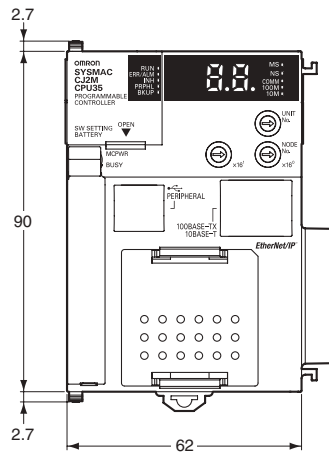 2.7
omron
SYSMAC
CJ2M
CPU35
PROGRAMMABLE
CONTROLLER
RUN
ERR/ALM
INH
PRPHL
BKUP
8.8.
MS
NS
COMM
100M
10M
SW SETTING
BATTERY
OPEN
UNIT
No.
MCPWR
BUSY
NODE
No.
×16¹
×16⁰
90
PERIPHERAL
100BASE-TX
10BASE-T
EtherNet/IP
2.7
62